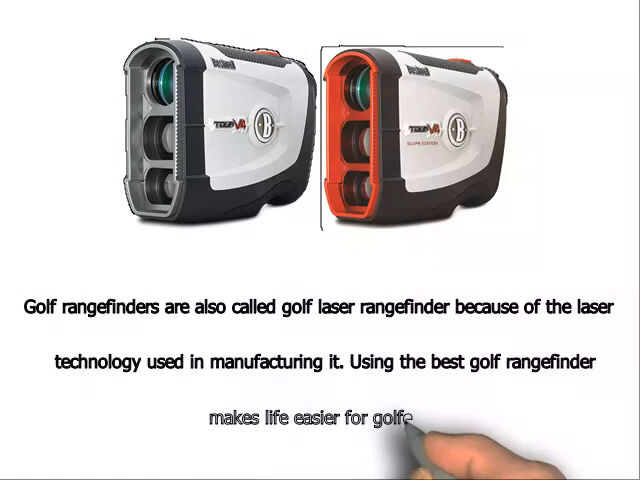 Bushnell
TOUR V4
B
Bushnell
TOUR V4
SLOPE EDITION
B
Golf rangefinders are also called golf laser rangefinder because of the laser
technology used in manufacturing it. Using the best golf rangefinder
makes life easier for golfe